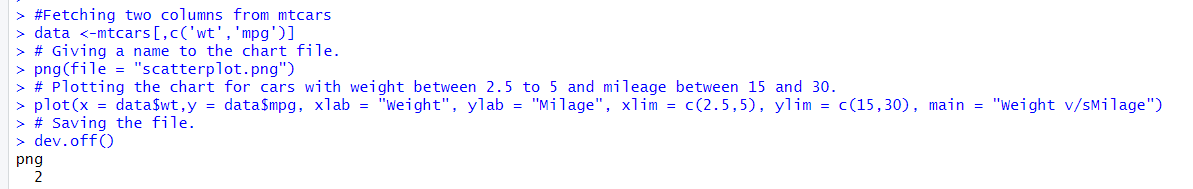 > #Fetching two columns from mtcars
> data <-mtcars[,c('wt','mpg')]
> # Giving a name to the chart file.
> png(file = "scatterplot.png")
> # Plotting the chart for cars with weight between 2.5 to 5 and mileage between 15 and 30.
> plot(x = data$wt,y = data$mpg, xlab = "Weight", ylab = "Milage", xlim = c(2.5,5), ylim = c(15,30), main = "Weight v/sMilage")
> # Saving the file.
> dev.off()
png
  2